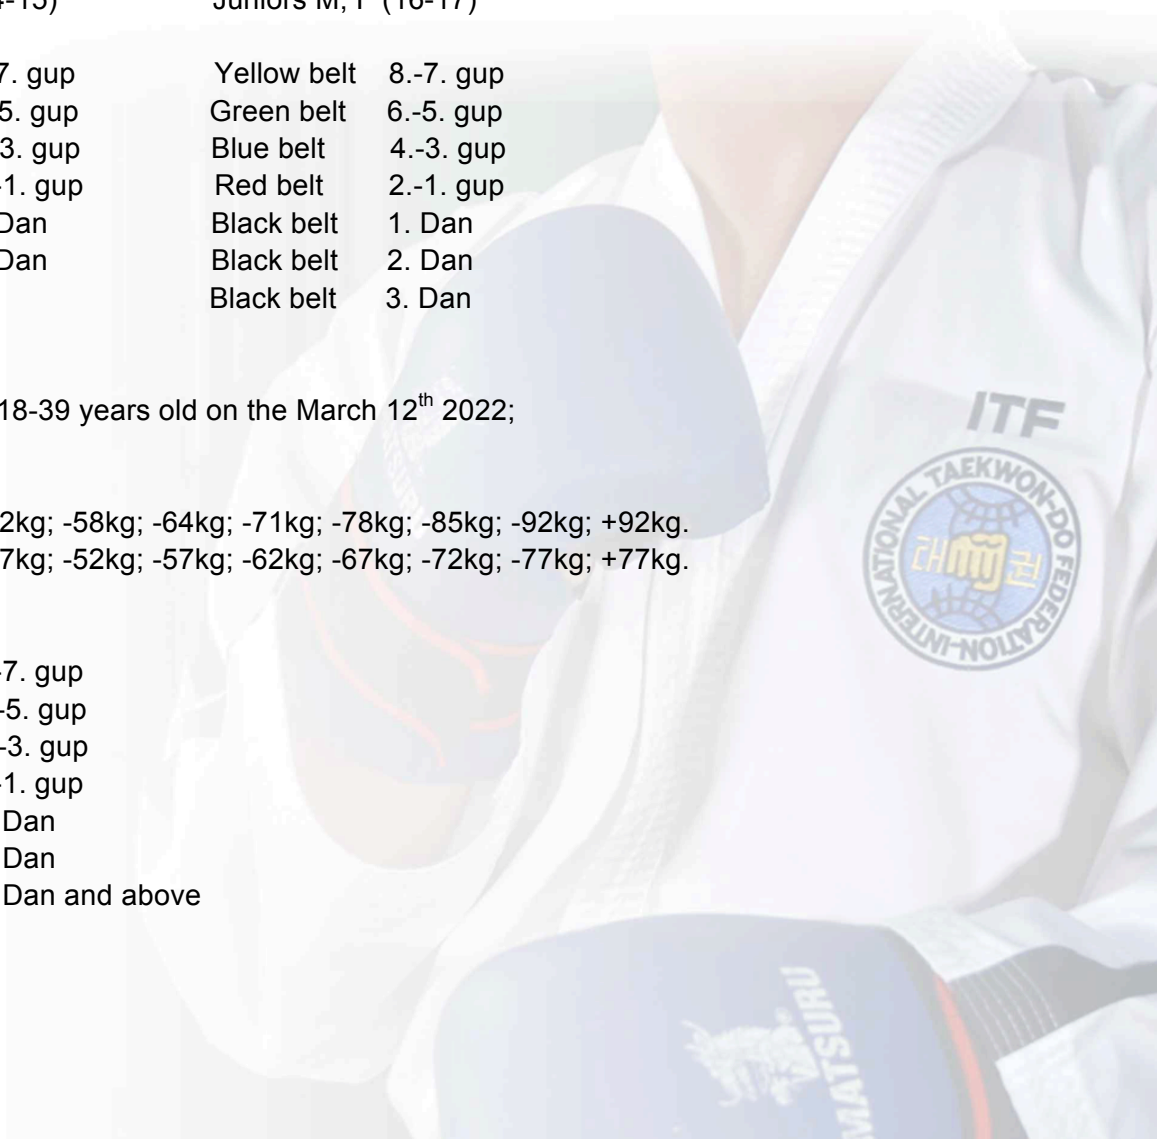 4-15) Juniors M, F (16-17)
7. gup Yellow belt 8.-7. gup
5. gup Green belt 6.-5. gup
3. gup Blue belt 4.-3. gup
-1. gup Red belt 2.-1. gup
Dan Black belt 1. Dan
Dan Black belt 2. Dan
Black belt 3. Dan
18-39 years old on the March 12th 2022;
2kg; -58kg; -64kg; -71kg; -78kg; -85kg; -92kg; +92kg.
7kg; -52kg; -57kg; -62kg; -67kg; -72kg; -77kg; +77kg.
-7. gup
-5. gup
-3. gup
-1. gup
Dan
Dan
Dan and above
ITF
INTERNATIONAL TAEKWON-DO FEDERATION
태 권
MATSURU
MATSURU